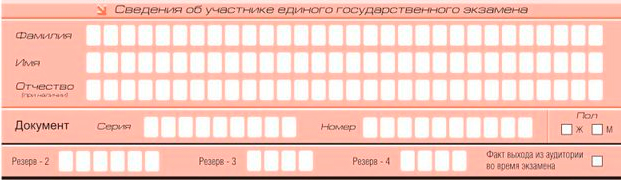 Сведения об участнике единого государственного экзамена
Фамилия
Имя
Отчество
(при наличии)
Документ Серия Номер Пол
Ж М
Резерв - 2 Резерв - 3 Резерв - 4 Факт выхода из аудитории
во время экзамена